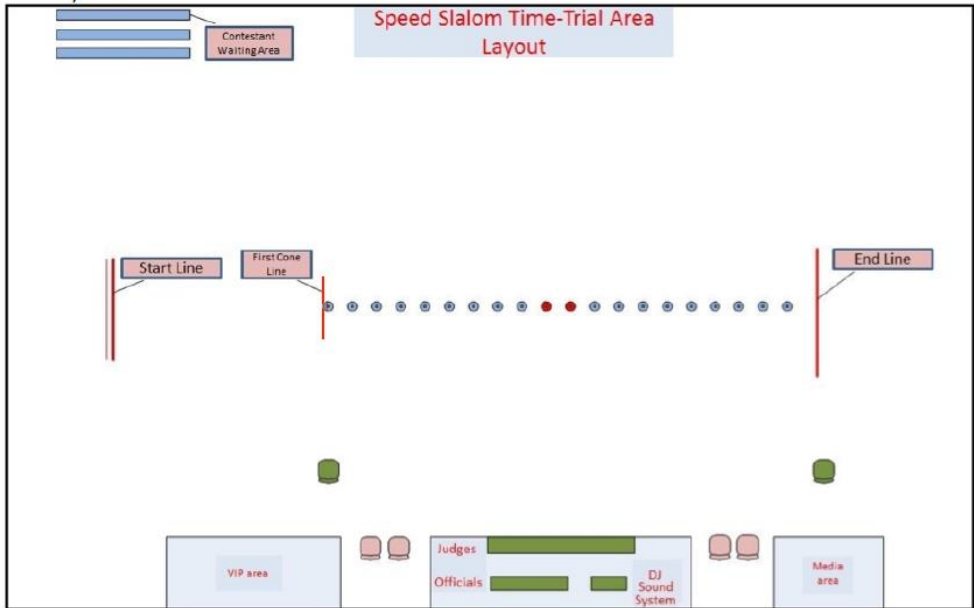 Speed Slalom Time-Trial Area
Layout
Contestant
Waiting Area
Start Line
First Cone
Line
End Line
VIP area
Judges
Officials
DJ
Sound
System
Media
area